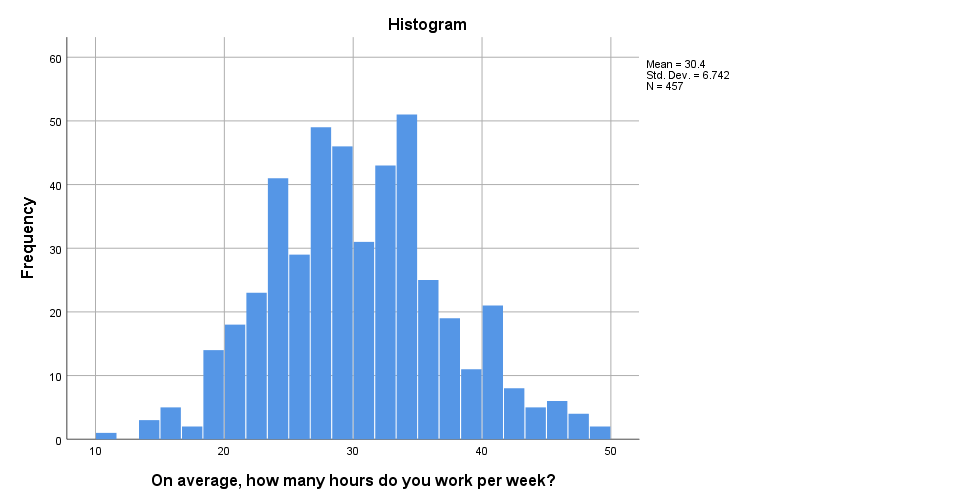 Histogram
Mean = 30.4
Std. Dev. = 6.742
N = 457
60
50
40
30
20
10
0
Frequency
10 20 30 40 50
On average, how many hours do you work per week?